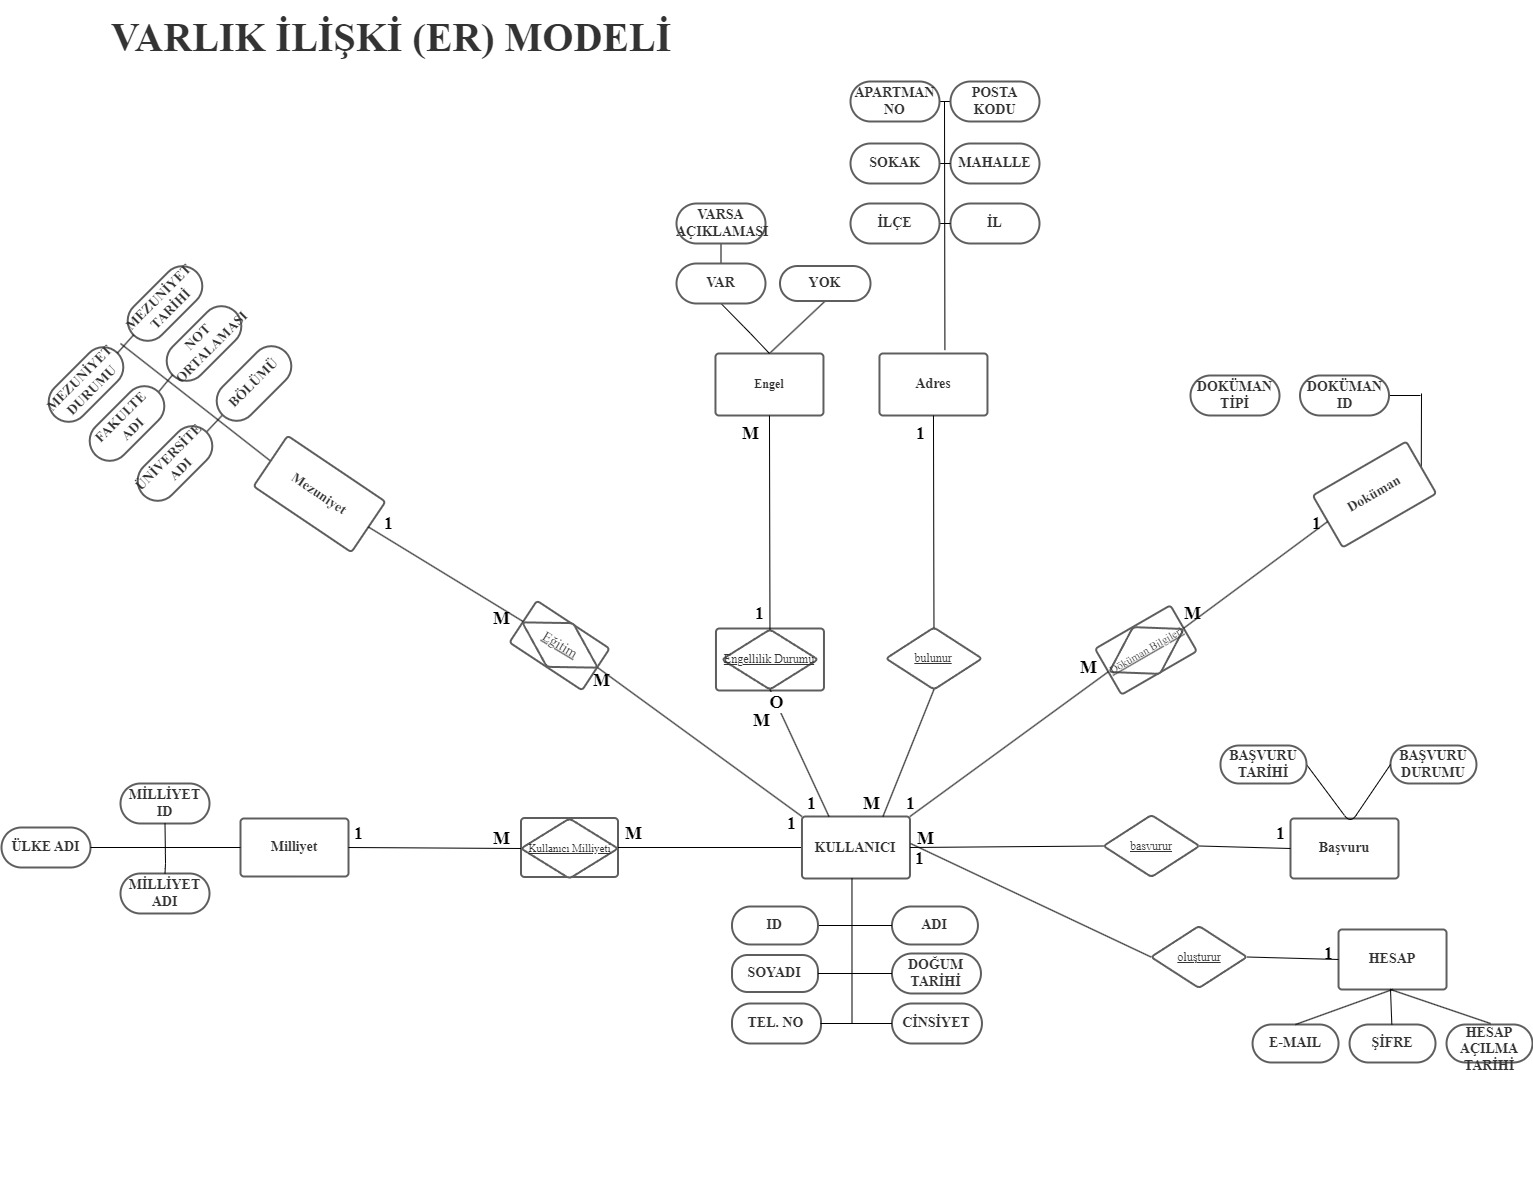 VARLIK İLİŞKİ (ER) MODELİ
APARTMAN
NO
POSTA
KODU
SOKAK
MAHALLE
İLÇE
İL
VARSA
AÇIKLAMASI
VAR
YOK
MEZUNİYET
TARİHİ
NOT
ORTALAMASI
BÖLÜMÜ
MEZUNİYET
DURUMU
FAKULTE
ADI
ÜNİVERSİTE
ADI
Mezuniyet
Engel
Adres
DOKÜMAN
TİPİ
DOKÜMAN
ID
Doküman
M
1
1
1
1
M
M
Eğitim
M
Engellilik Durumu
O
M
bulunur
M
Döküman Bilgileri
M
BAŞVURU
TARİHİ
BAŞVURU
DURUMU
MİLLİYET
ID
ÜLKE ADI
MİLLİYET
ADI
Milliyet
1
M
Kullanıcı Milliyeti
M
1
1
M
1
KULLANICI
M
1
basvurur
1
Başvuru
ID
ADI
SOYADI
DOĞUM
TARİHİ
TEL. NO
CİNSİYET
oluşturur
1
HESAP
E-MAIL
ŞİFRE
HESAP
AÇILMA
TARİHİ